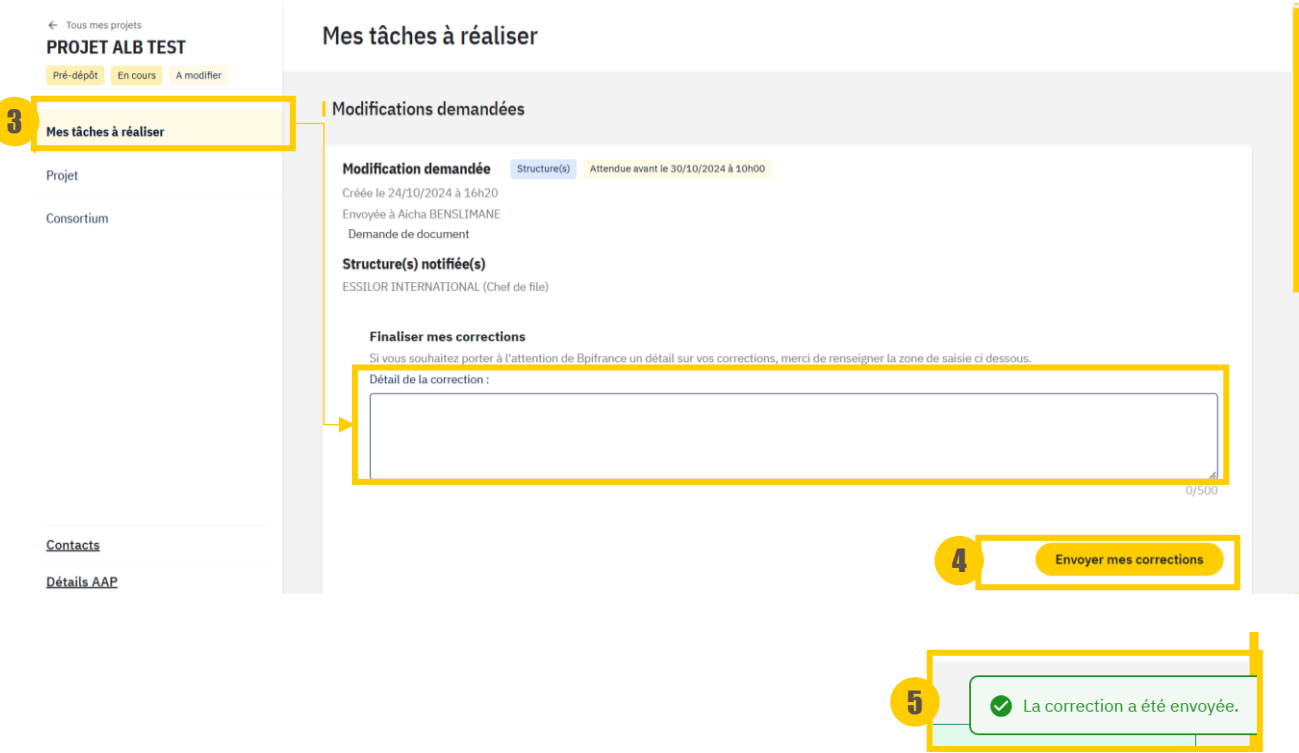 ← Tous mes projets
PROJET ALB TEST
Pré-dépôt En cours A modifier
3
Mes tâches à réaliser
Projet
Consortium
Contacts
Détails AAP
Mes tâches à réaliser
Modifications demandées
Modification demandée Structure(s) Attendue avant le 30/10/2024 à 10h00
Créée le 24/10/2024 à 16h20
Envoyée à Aicha BENSLIMANE
Demande de document
Structure(s) notifiée(s)
ESSILOR INTERNATIONAL (Chef de file)
Finaliser mes corrections
Si vous souhaitez porter à l'attention de Bpifrance un détail sur vos corrections, merci de renseigner la zone de saisie ci dessous.
Détail de la correction :
0/500
4
Envoyer mes corrections
5
La correction a été envoyée.